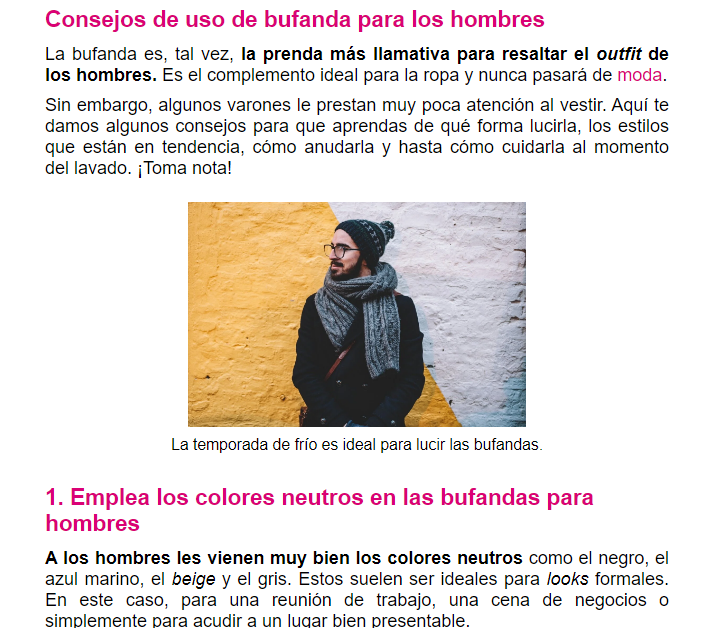 Consejos de uso de bufanda para los hombres
La bufanda es, tal vez, la prenda más llamativa para resaltar el outfit de
los hombres. Es el complemento ideal para la ropa y nunca pasará de moda.
Sin embargo, algunos varones le prestan muy poca atención al vestir. Aquí te
damos algunos consejos para que aprendas de qué forma lucirla, los estilos
que están en tendencia, cómo anudarla y hasta cómo cuidarla al momento
del lavado. ¡Toma nota!
La temporada de frío es ideal para lucir las bufandas.
1. Emplea los colores neutros en las bufandas para
hombres
A los hombres les vienen muy bien los colores neutros como el negro, el
azul marino, el beige y el gris. Estos suelen ser ideales para looks formales.
En este caso, para una reunión de trabajo, una cena de negocios o
simplemente para acudir a un lugar bien presentable.